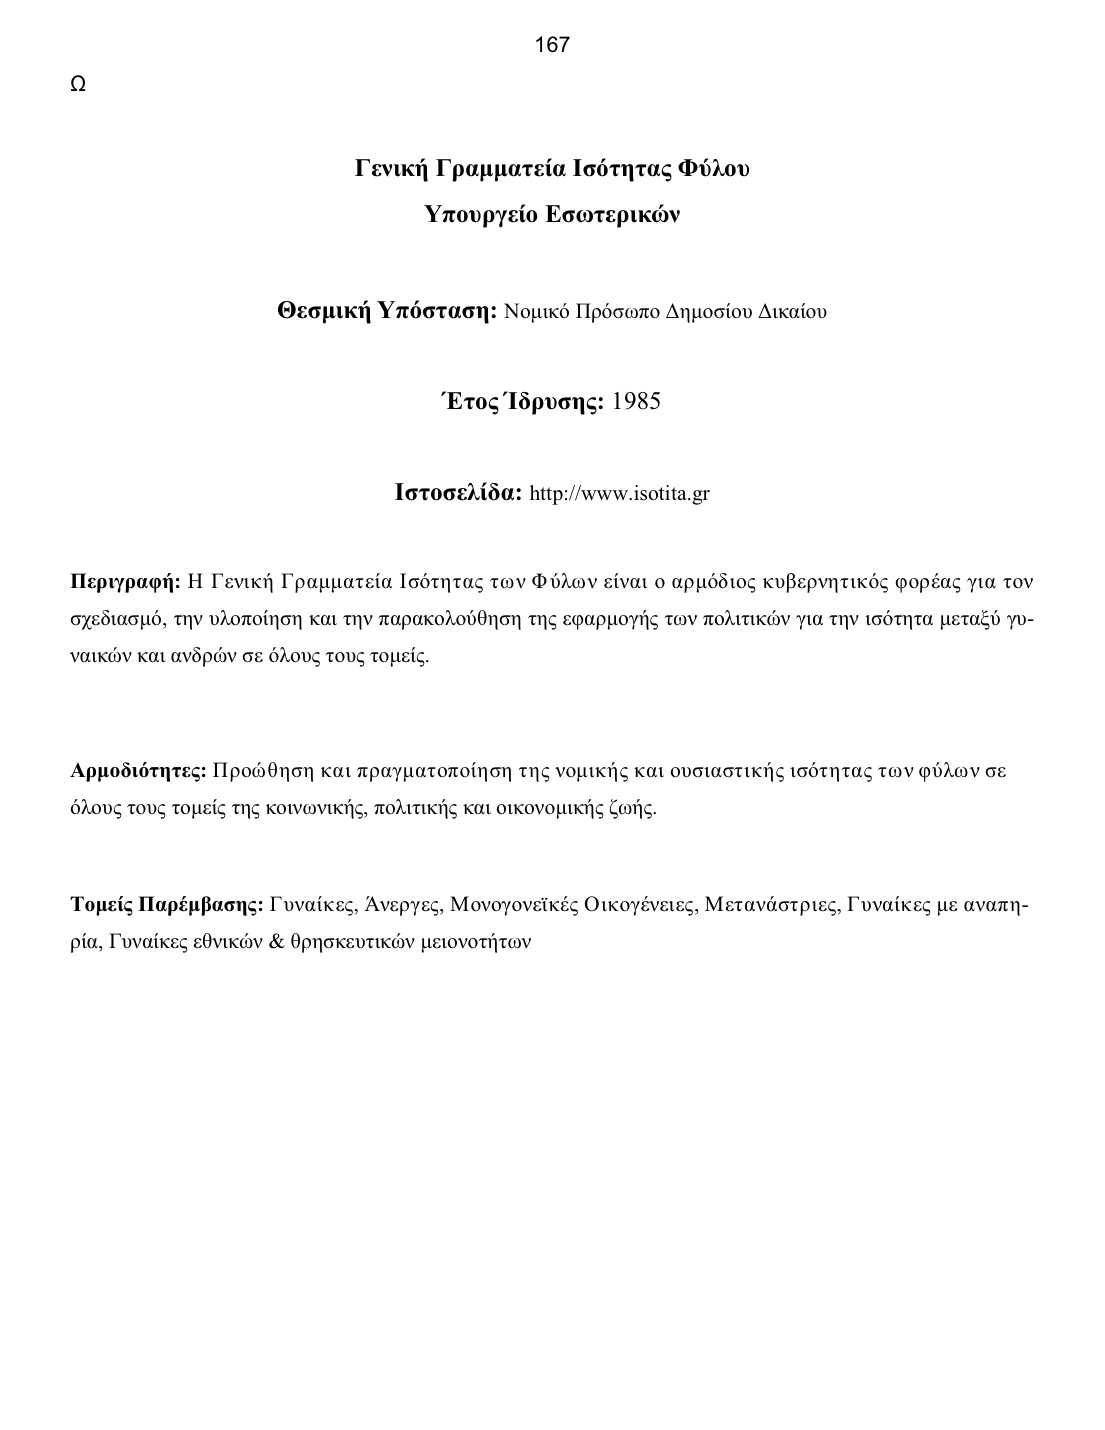 167
Ω
Γενική Γραμματεία Ισότητας Φύλου
Υπουργείο Εσωτερικών
Θεσμική Υπόσταση: Νομικό Πρόσωπο Δημοσίου Δικαίου
Έτος Ίδρυσης: 1985
Ιστοσελίδα: http://www.isotita.gr
Περιγραφή: Η Γενική Γραμματεία Ισότητας των Φύλων είναι ο αρμόδιος κυβερνητικός φορέας για τον
σχεδιασμό, την υλοποίηση και την παρακολούθηση της εφαρμογής των πολιτικών για την ισότητα μεταξύ γυ-
ναικών και ανδρών σε όλους τους τομείς.
Αρμοδιότητες: Προώθηση και πραγματοποίηση της νομικής και ουσιαστικής ισότητας των φύλων σε
όλους τους τομείς της κοινωνικής, πολιτικής και οικονομικής ζωής.
Τομείς Παρέμβασης: Γυναίκες, Άνεργες, Μονογονεϊκές Οικογένειες, Μετανάστριες, Γυναίκες με αναπη-
ρία, Γυναίκες εθνικών & θρησκευτικών μειονοτήτων